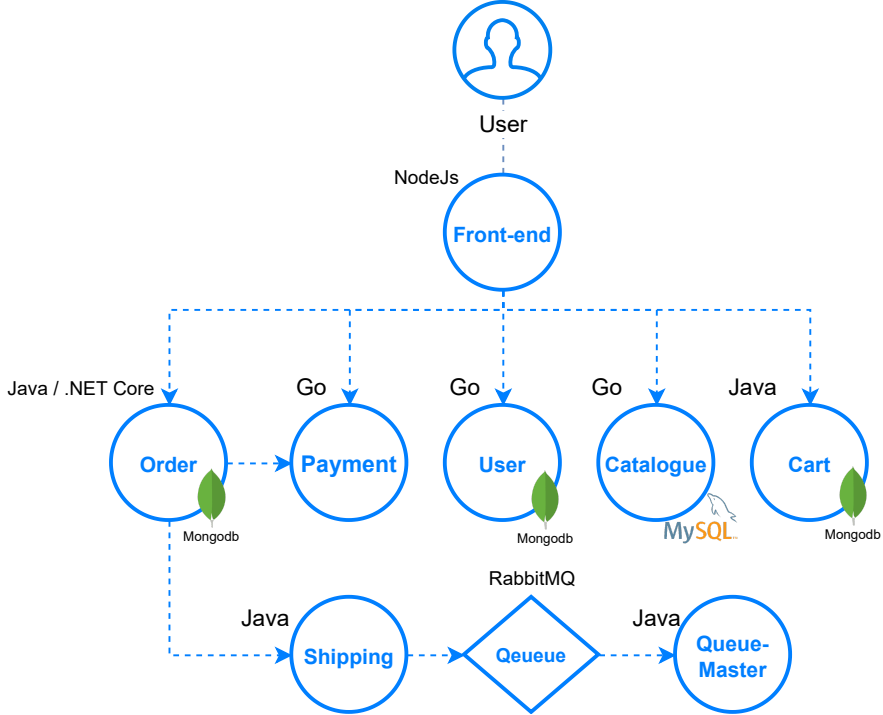 User
NodeJs
Front-end
Java / .NET Core
Go
Go
Go
Java
Order
Payment
User
Catalogue
Cart
Mongodb
Mongodb
MySQL
Mongodb
RabbitMQ
Java
Java
Shipping
Qeueue
Queue-
Master